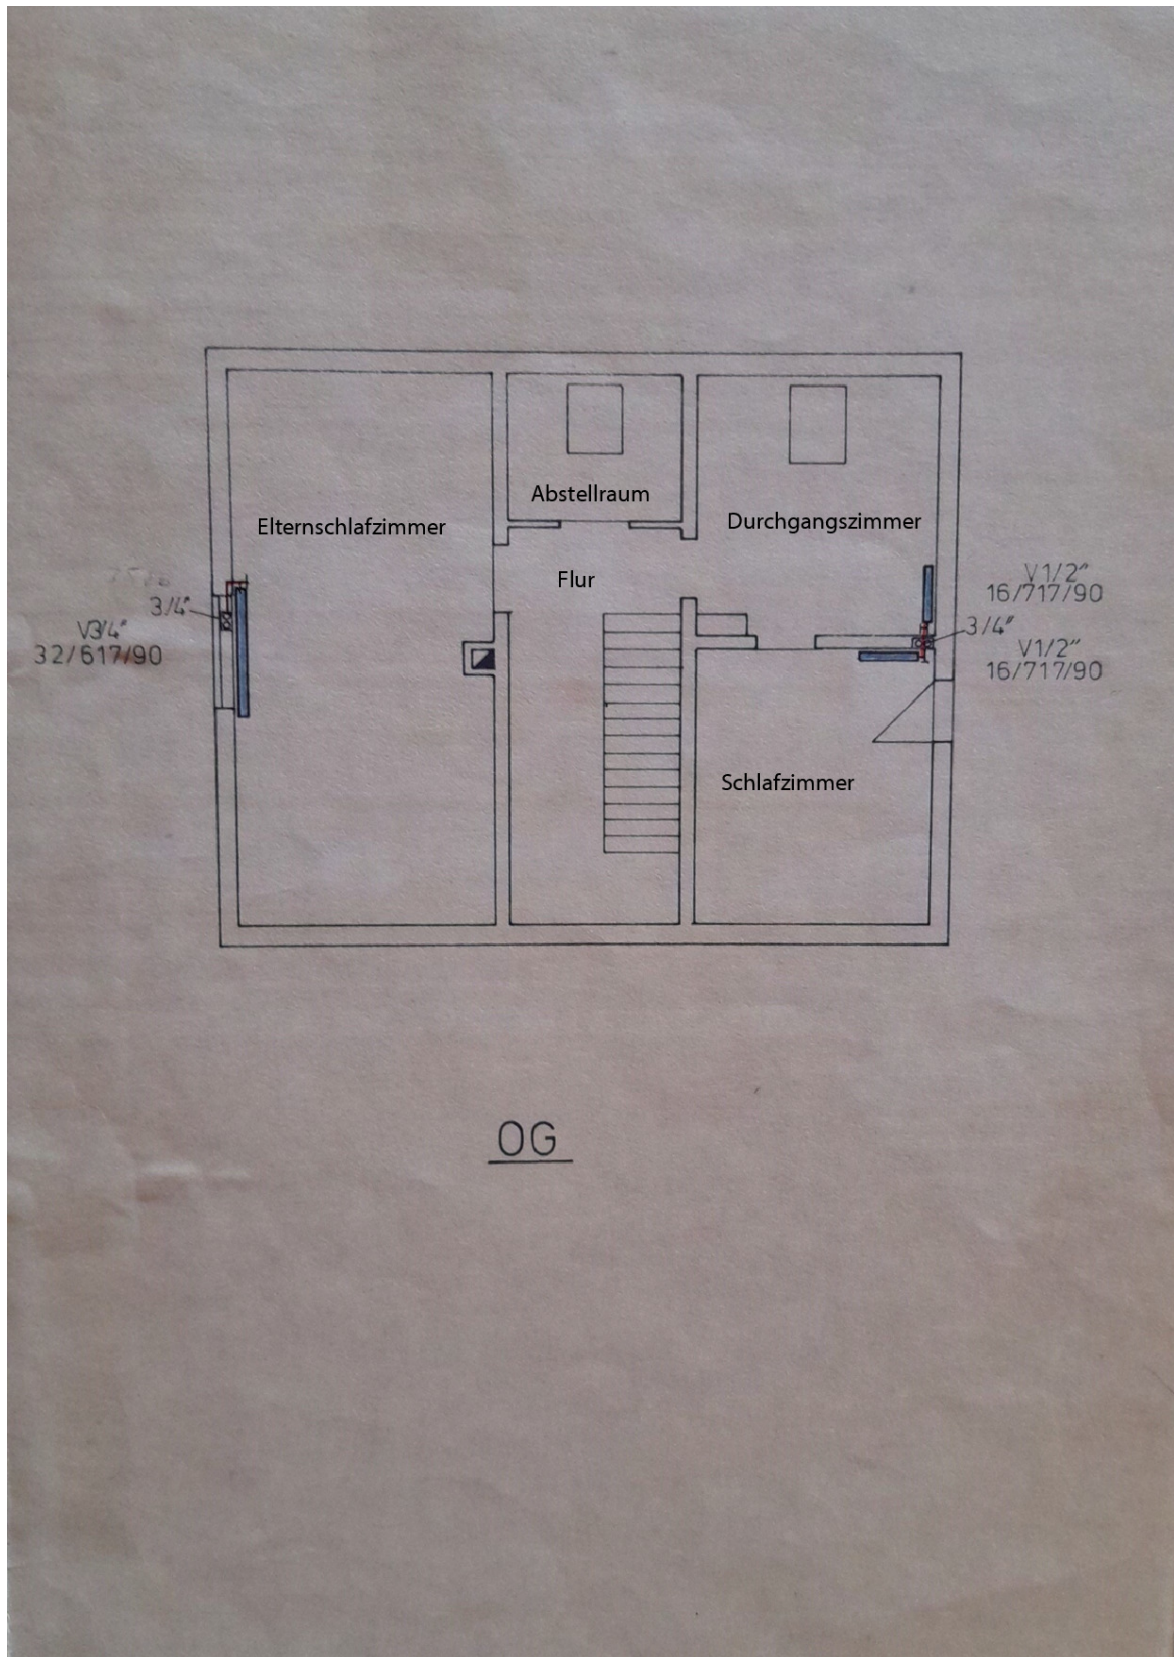 Abstellraum
Elternschlafzimmer
Durchgangszimmer
Flur
3/4"
V3/4"
32/617/90
V1/2"
16/717/90
3/4"
V1/2"
16/717/90
Schlafzimmer
OG